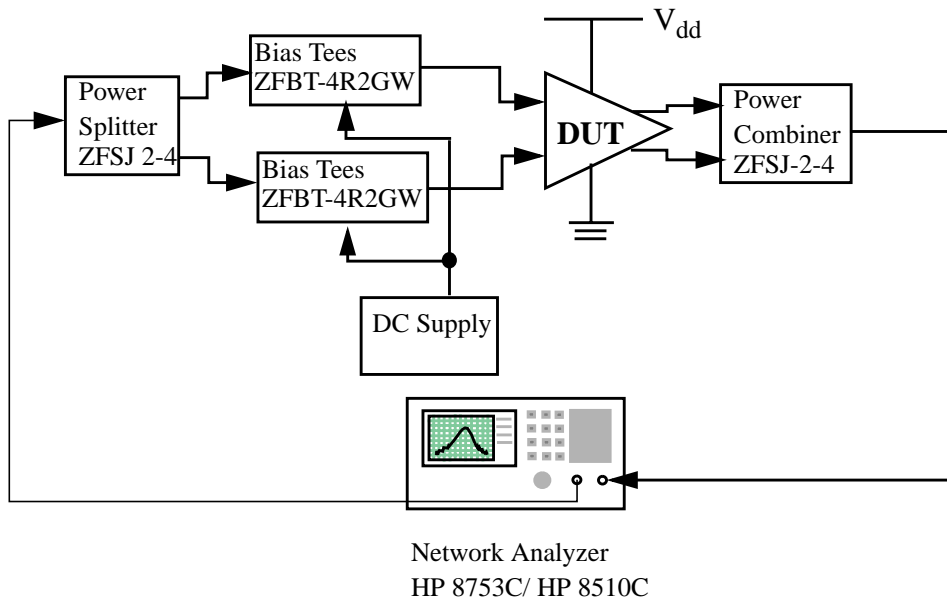 V_dd
Bias Tees
ZFBT-4R2GW
Power
Splitter
ZFSJ 2-4
Bias Tees
ZFBT-4R2GW
DUT
Power
Combiner
ZFSJ-2-4
DC Supply
Network Analyzer
HP 8753C/ HP 8510C